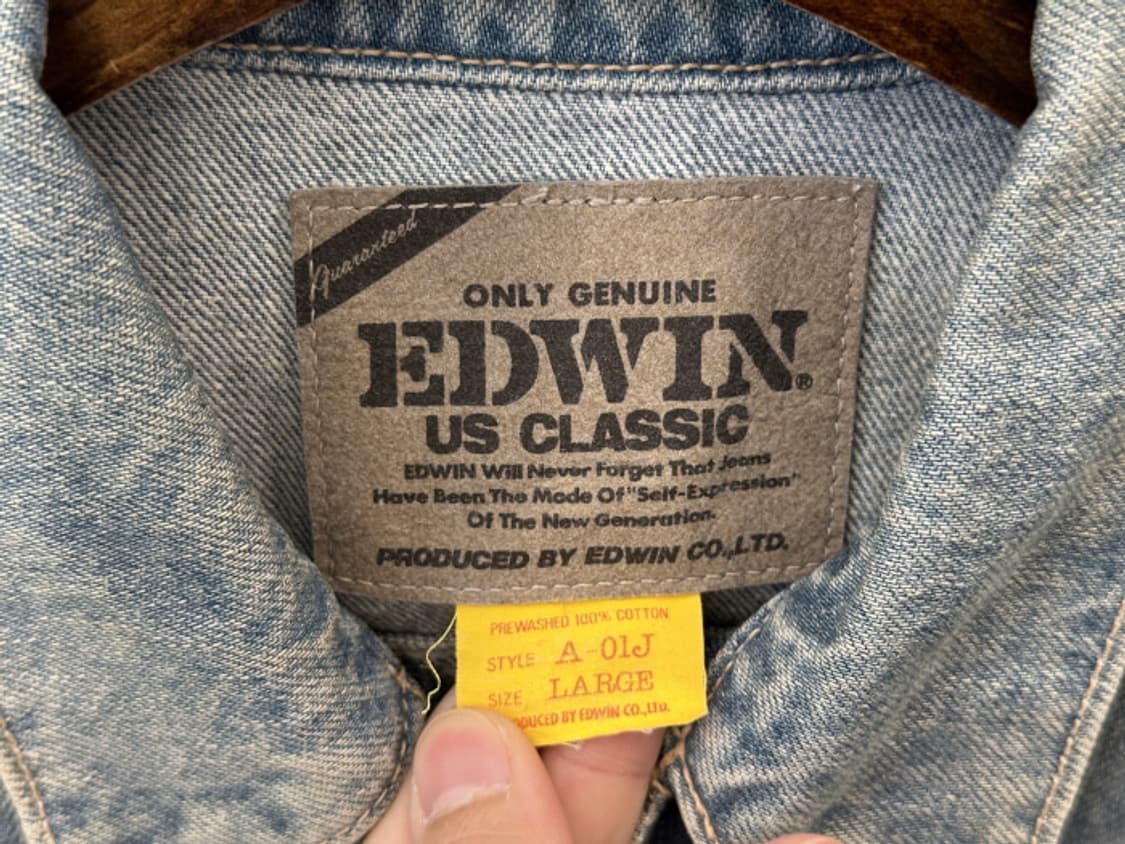 Guaranteed
ONLY GENUINE
EDWIN®
US CLASSIC
EDWIN Will Never Forget That Jeans
Have Been The Mode Of "Self-Expression"
Of The New Generation.
PRODUCED BY EDWIN CO.,LTD.
PREWASHED 100% COTTON
STYLE A-01J
SIZE LARGE
BY EDWIN CO.,Ltd.